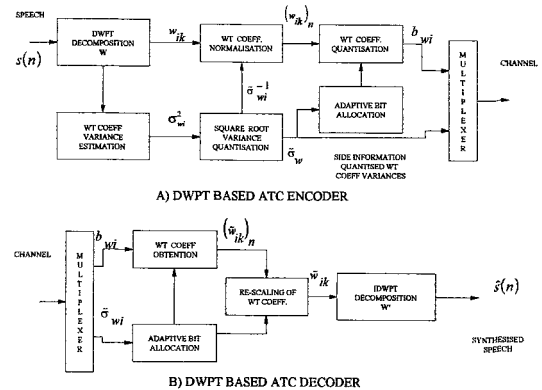 SPEECH
s(n)
DWPT
DECOMPOSITION
W
w_ik
WT COEFF.
NORMALISATION
(w_ik)_n
WT COEFF.
QUANTISATION
b_wi
MULTIPLEXER
CHANNEL
σ̃_wi^-1
ADAPTIVE BIT
ALLOCATION
WT COEFF
VARIANCE
ESTIMATION
σ²_wi
SQUARE ROOT
VARIANCE
QUANTISATION
σ̃_w
SIDE INFORMATION
QUANTISED WT
COEFF VARIANCES
A) DWPT BASED ATC ENCODER
CHANNEL
MULTIPLEXER
b_wi
WT COEFF
OBTENTION
(w̃_ik)_n
RE-SCALING OF
WT COEFF.
w̃_ik
IDWPT
DECOMPOSITION
W'
ŝ(n)
σ̃_wi
ADAPTIVE BIT
ALLOCATION
SYNTHESISED
SPEECH
B) DWPT BASED ATC DECODER